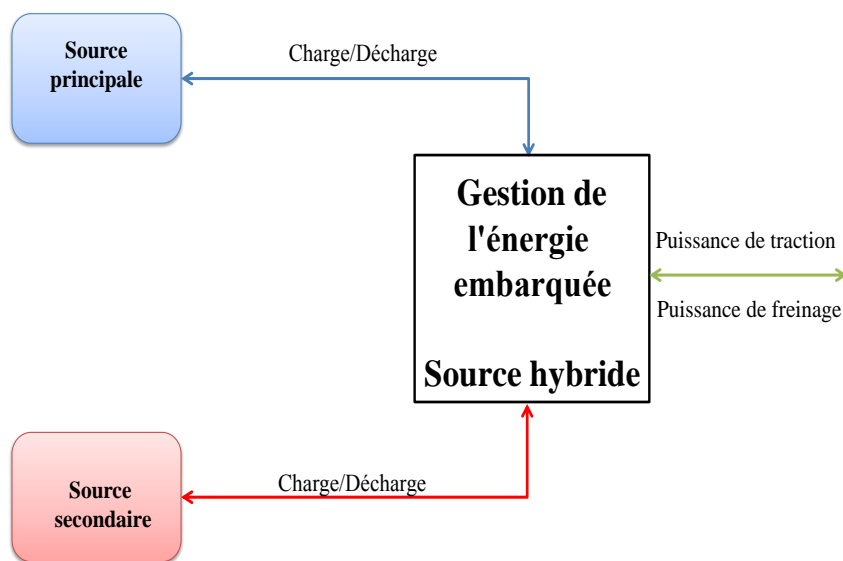 Source
principale
Charge/Décharge
Gestion de
l'énergie
embarquée
Source hybride
Puissance de traction
Puissance de freinage
Source
secondaire
Charge/Décharge